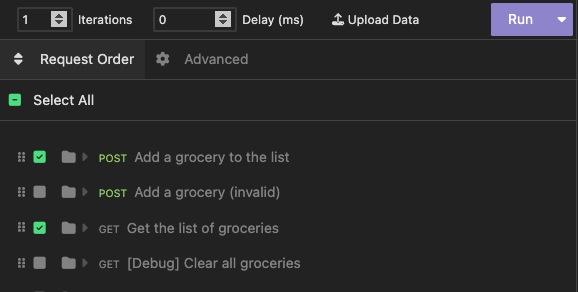 1 Iterations 0 Delay (ms) Upload Data Run
Request Order Advanced
Select All
POST Add a grocery to the list
POST Add a grocery (invalid)
GET Get the list of groceries
GET [Debug] Clear all groceries